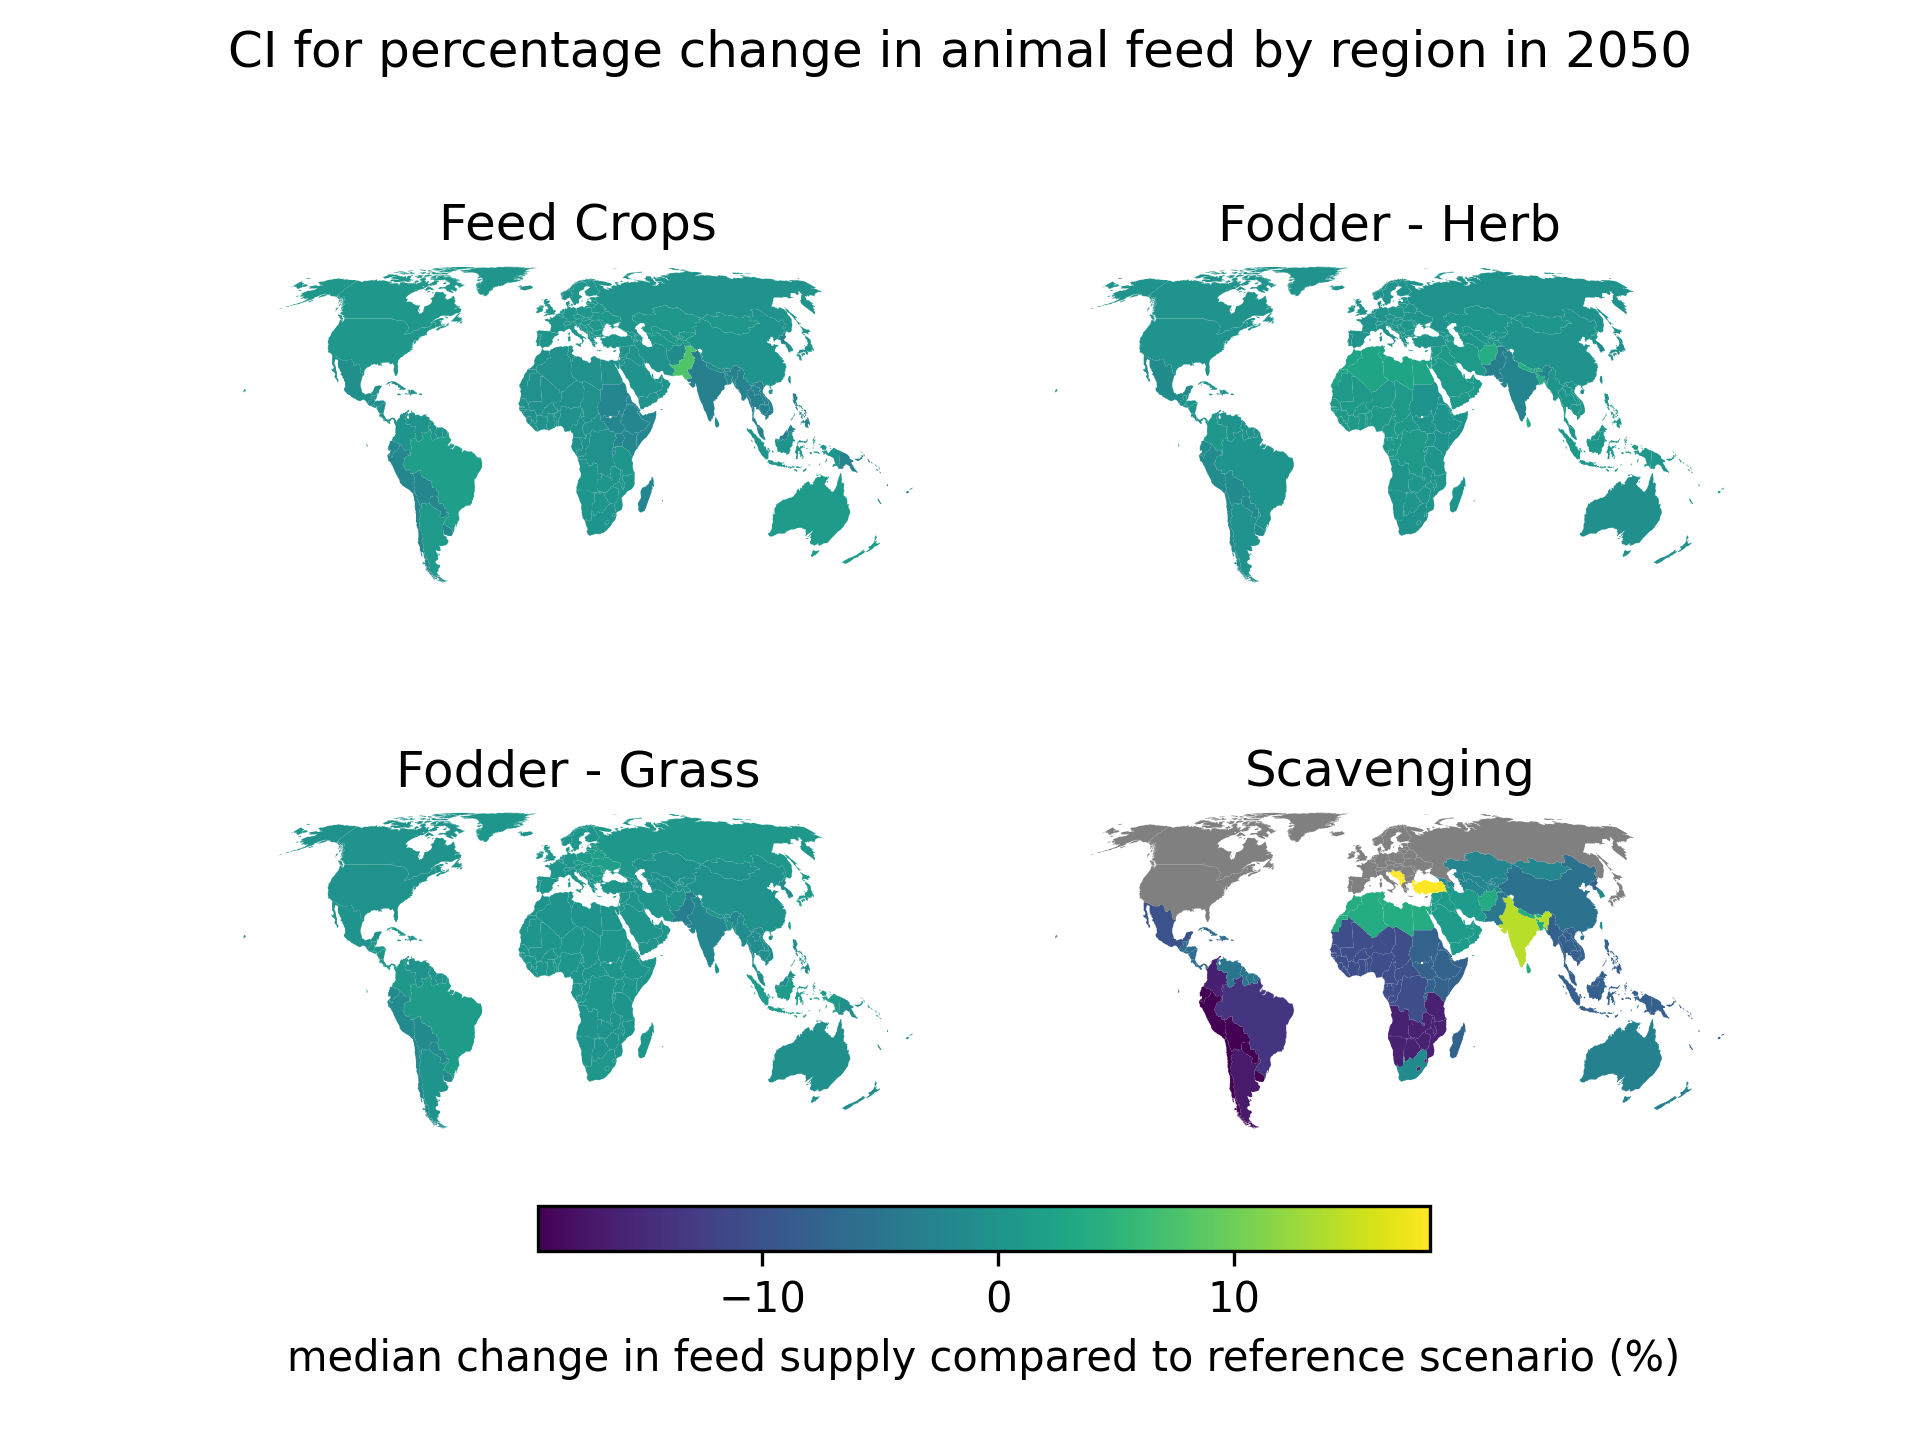 CI for percentage change in animal feed by region in 2050
Feed Crops
Fodder - Herb
Fodder - Grass
Scavenging
−10 0 10
median change in feed supply compared to reference scenario (%)